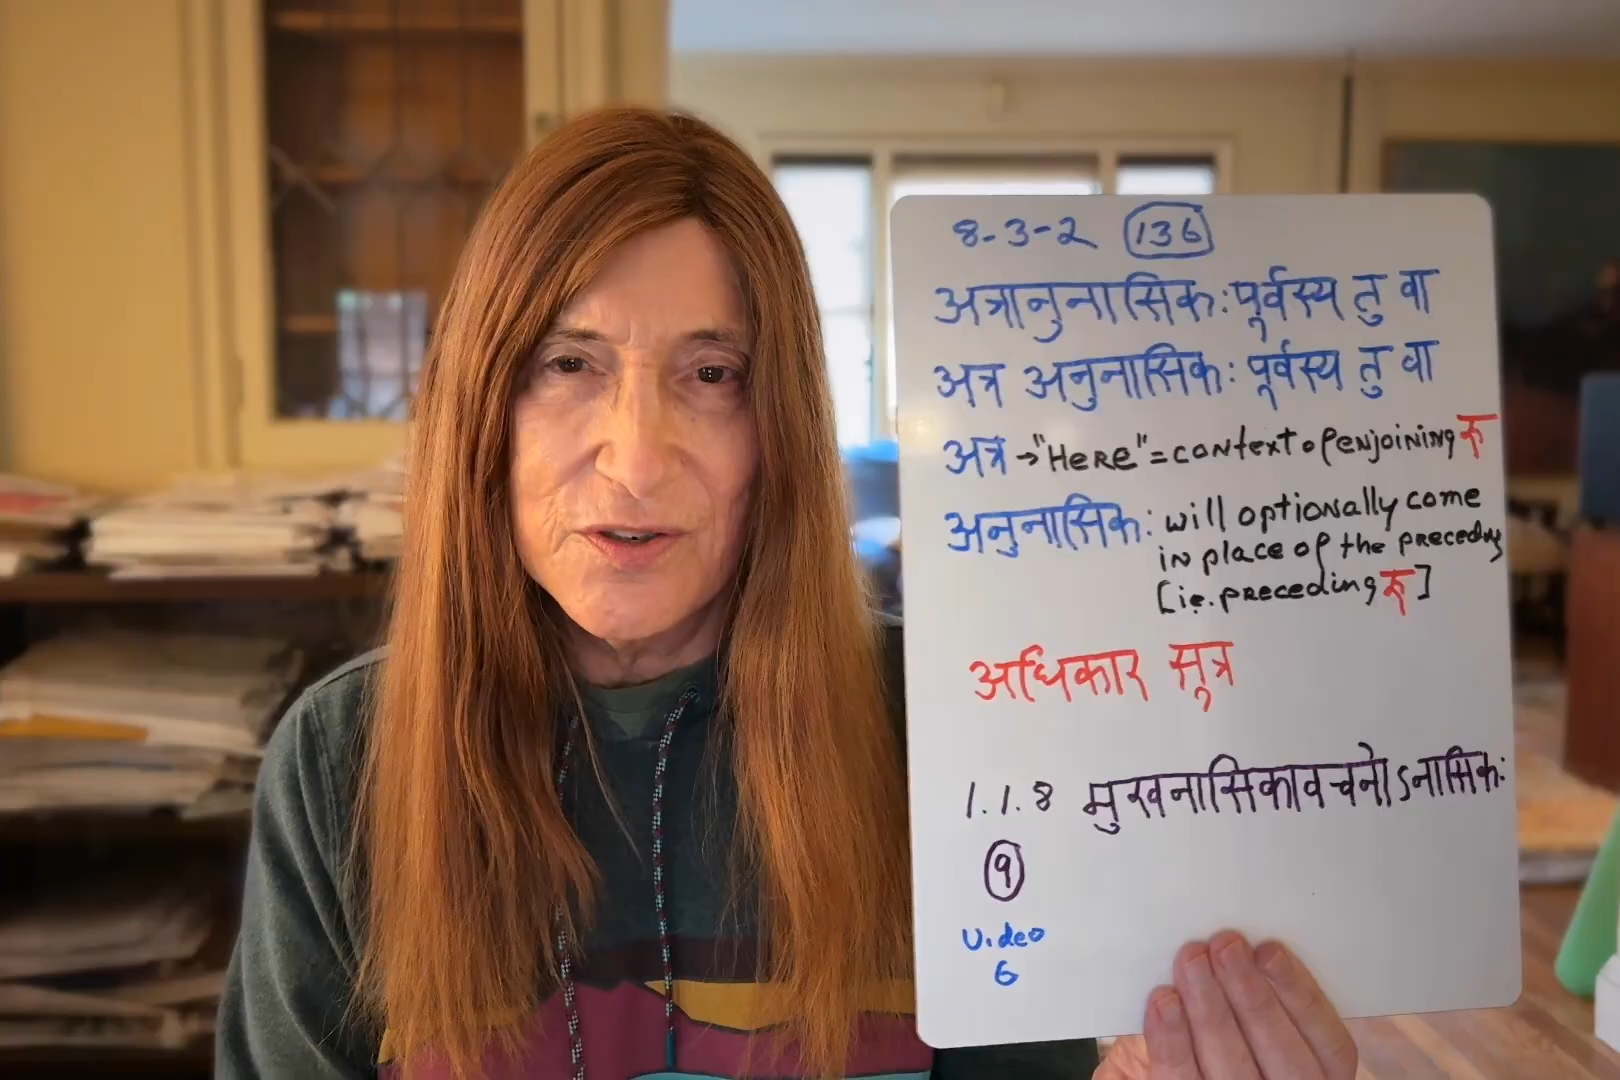 8-3-2 136
अत्रानुनासिकः पूर्वस्य तु वा
अत्र अनुनासिकः पूर्वस्य तु वा
अत्र → "Here" = context of enjoining रु
अनुनासिकः will optionally come
in place of the preceding
[i.e. preceding रु]
अधिकार सूत्र
1.1.8 मुखनासिकावचनोऽनासिकः
9
Video
6